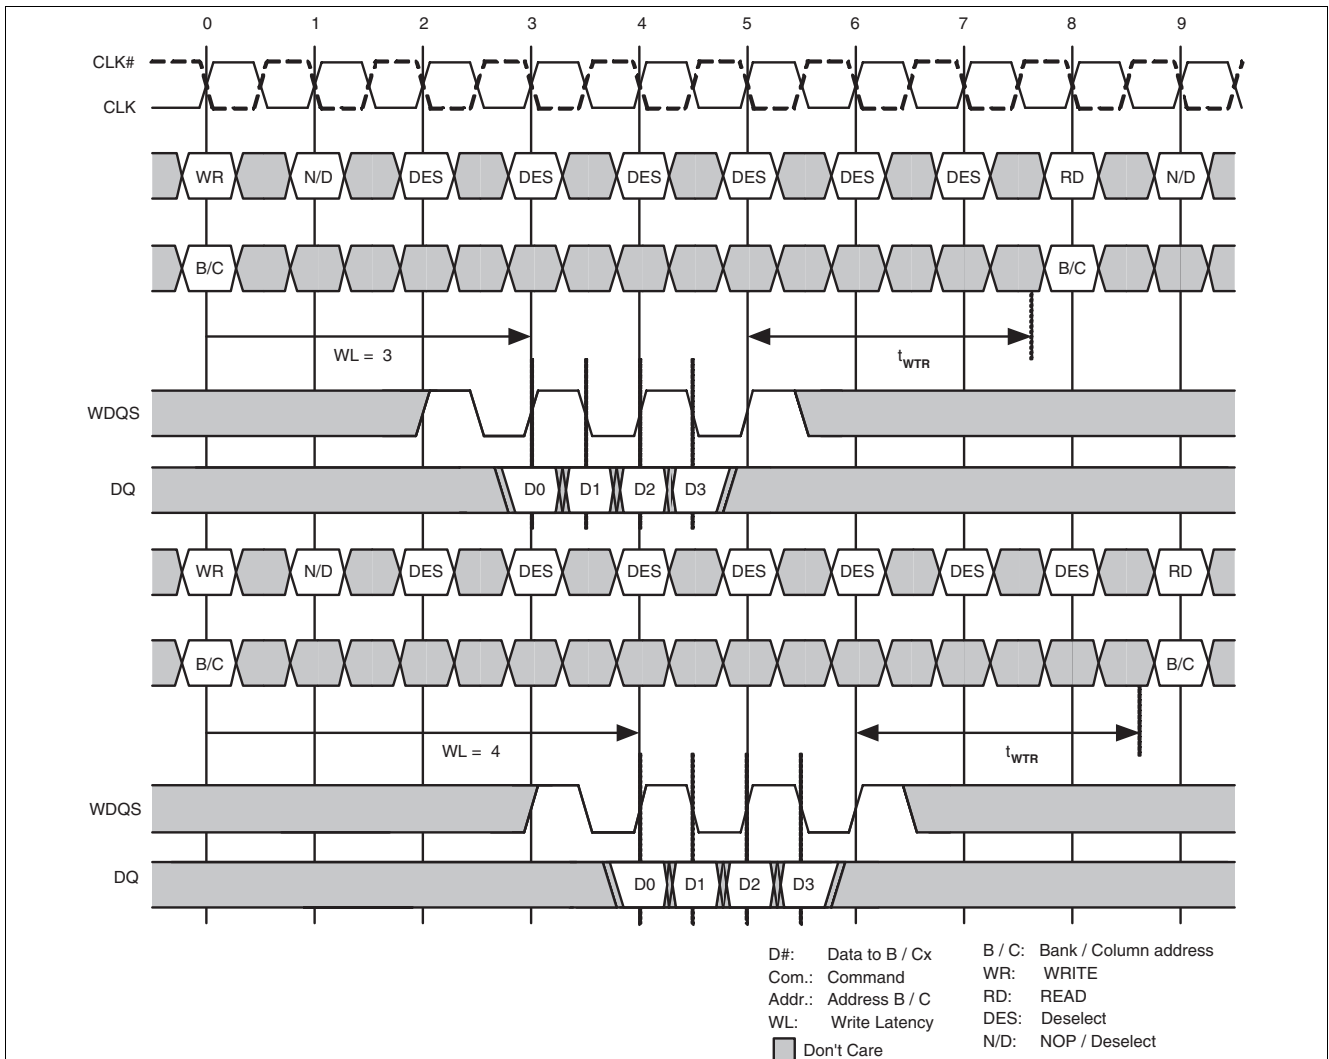 0 1 2 3 4 5 6 7 8 9
CLK#
CLK
WR N/D DES DES DES DES DES DES RD N/D
B/C B/C
WL = 3 tWTR
WDQS
DQ D0 D1 D2 D3
WR N/D DES DES DES DES DES DES DES RD
B/C B/C
WL = 4 tWTR
WDQS
DQ D0 D1 D2 D3
D#: Data to B / Cx
Com.: Command
Addr.: Address B / C
WL: Write Latency
Don't Care
B / C: Bank / Column address
WR: WRITE
RD: READ
DES: Deselect
N/D: NOP / Deselect